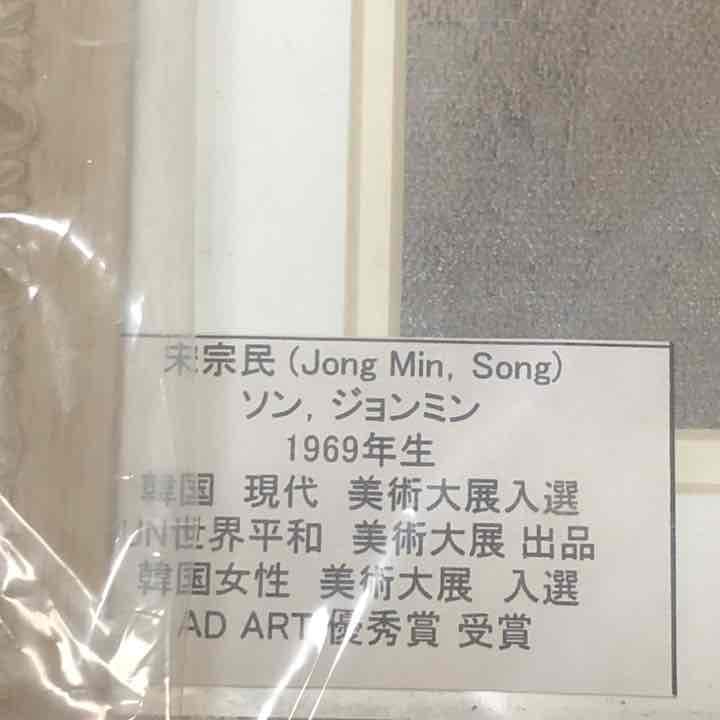 宋宗民 (Jong Min, Song)
ソン, ジョンミン
1969年生
韓国 現代 美術大展入選
UN世界平和 美術大展 出品
韓国女性 美術大展 入選
AD ART 優秀賞 受賞